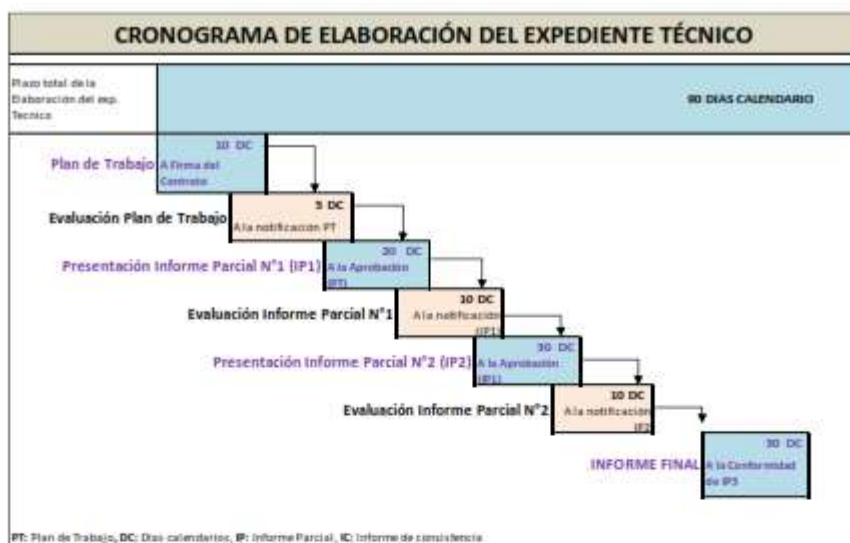 CRONOGRAMA DE ELABORACIÓN DEL EXPEDIENTE TÉCNICO
Plazo total de la
Elaboración del exp.
Tecnico
90 DIAS CALENDARIO
10 DC
Plan de Trabajo
A Firma del
Contrato
5 DC
Evaluación Plan de Trabajo
A la notificación PT
20 DC
Presentación Informe Parcial N°1 (IP1)
A la Aprobación
(PT)
10 DC
Evaluación Informe Parcial N°1
A la notificación
(IP1)
30 DC
Presentación Informe Parcial N°2 (IP2)
A la Aprobación
(IP1)
10 DC
Evaluación Informe Parcial N°2
A la notificación
IP2
30 DC
INFORME FINAL
A la Conformidad
de IP3
PT: Plan de Trabajo, DC: Dias calendarios, IP: Informe Parcial, IC: Informe de consistencia